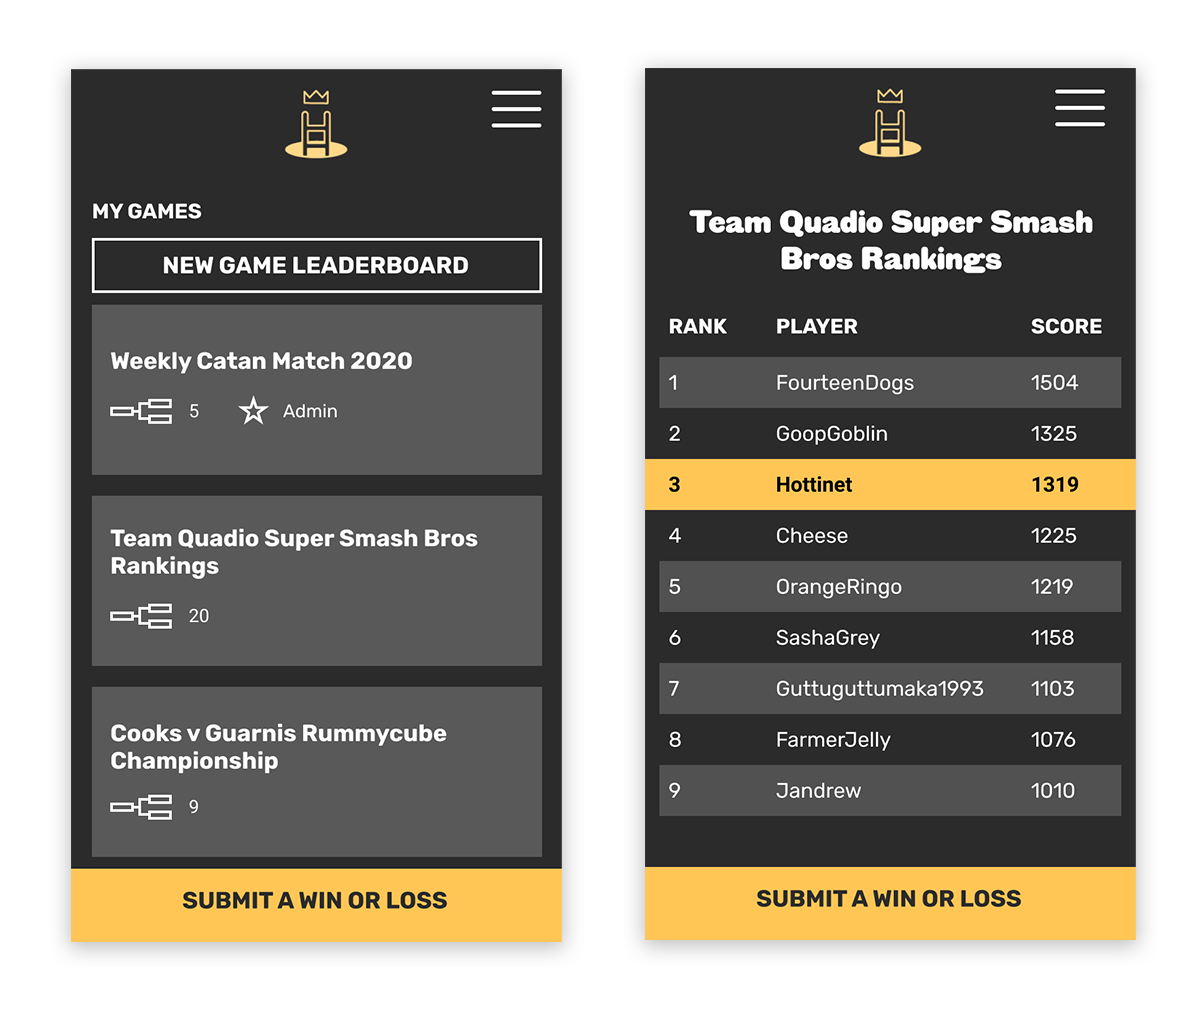 MY GAMES
NEW GAME LEADERBOARD
Weekly Catan Match 2020
5 Admin
Team Quadio Super Smash Bros
Rankings
20
Cooks v Guarnis Rummycube
Championship
9
SUBMIT A WIN OR LOSS
Team Quadio Super Smash
Bros Rankings
RANK PLAYER SCORE
1 FourteenDogs 1504
2 GoopGoblin 1325
3 Hottinet 1319
4 Cheese 1225
5 OrangeRingo 1219
6 SashaGrey 1158
7 Guttuguttumaka1993 1103
8 FarmerJelly 1076
9 Jandrew 1010
SUBMIT A WIN OR LOSS